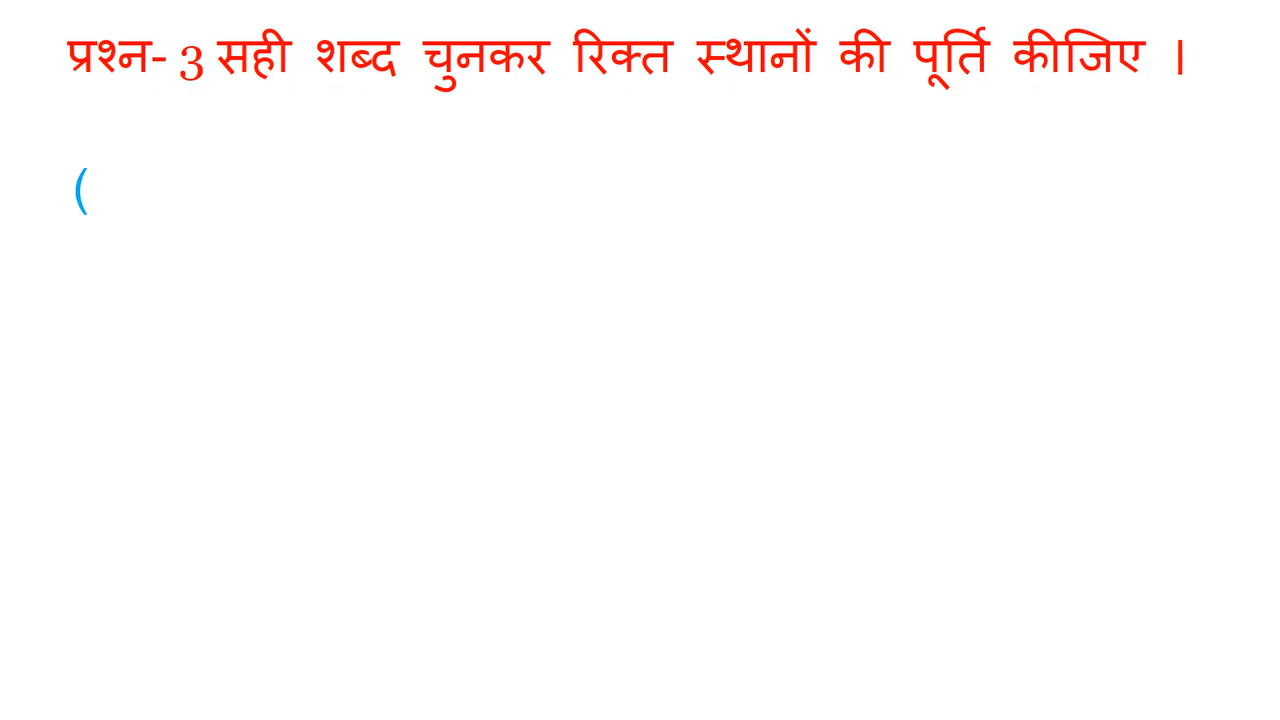 प्रश्न- 3 सही शब्द चुनकर रिक्त स्थानों की पूर्ति कीजिए ।
(